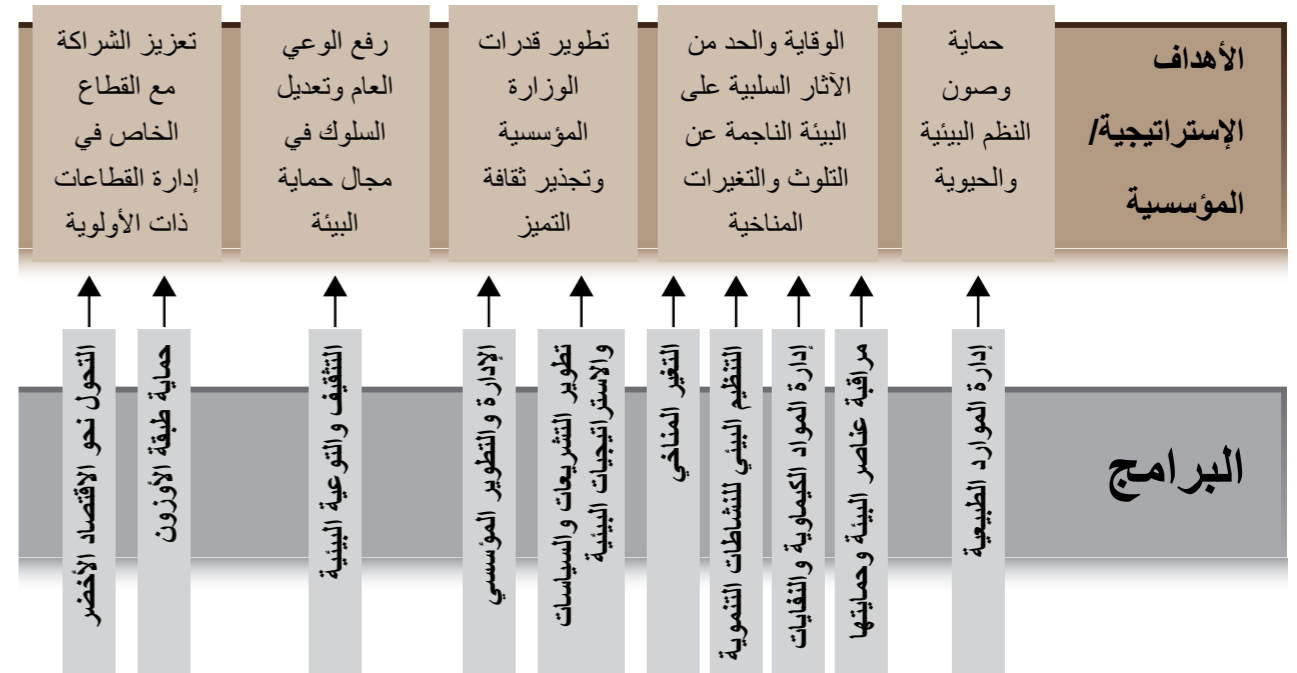 الأهداف
الإستراتيجية/
المؤسسية
حماية
وصون
النظم البيئية
والحيوية
الوقاية والحد من
الآثار السلبية على
البيئة الناجمة عن
التلوث والتغيرات
المناخية
تطوير قدرات
الوزارة
المؤسسية
وتجذير ثقافة
التميز
رفع الوعي
العام وتعديل
السلوك في
مجال حماية
البيئة
تعزيز الشراكة
مع القطاع
الخاص في
إدارة القطاعات
ذات الأولوية
البرامج
إدارة الموارد الطبيعية
مراقبة عناصر البيئة وحمايتها
إدارة المواد الكيماوية والنفايات
التنظيم البيئي للنشاطات التنموية
التغير المناخي
تطوير التشريعات والسياسات
والاستراتيجيات البيئية
الإدارة والتطوير المؤسسي
التثقيف والتوعية البيئية
حماية طبقة الأوزون
التحول نحو الاقتصاد الأخضر